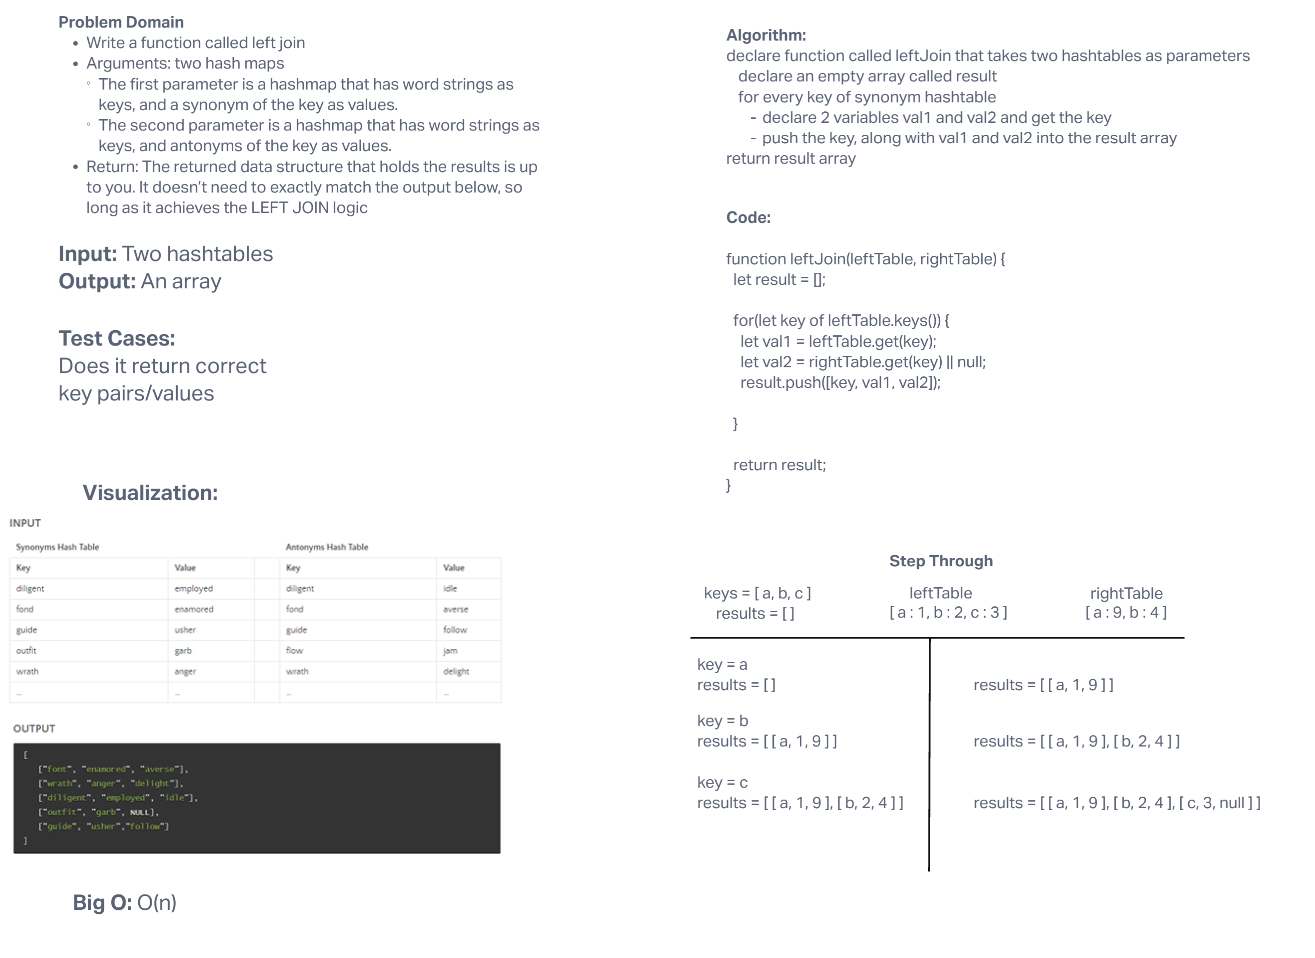 Problem Domain
• Write a function called left join
• Arguments: two hash maps
◦ The first parameter is a hashmap that has word strings as
keys, and a synonym of the key as values.
◦ The second parameter is a hashmap that has word strings as
keys, and antonyms of the key as values.
• Return: The returned data structure that holds the results is up
to you. It doesn't need to exactly match the output below, so
long as it achieves the LEFT JOIN logic
Input: Two hashtables
Output: An array
Test Cases:
Does it return correct
key pairs/values
Visualization:
INPUT
Synonyms Hash Table Antonyms Hash Table
Key Value Key Value
diligent employed diligent idle
fond enamored fond averse
guide usher guide follow
outfit garb flow jam
wrath anger wrath delight
... ... ... ...
OUTPUT
[
["font", "enamored", "averse"],
["wrath", "anger", "delight"],
["diligent", "employed", "idle"],
["outfit", "garb", NULL],
["guide", "usher","follow"]
]
Big O: O(n)
Algorithm:
declare function called leftJoin that takes two hashtables as parameters
declare an empty array called result
for every key of synonym hashtable
- declare 2 variables val1 and val2 and get the key
- push the key, along with val1 and val2 into the result array
return result array
Code:
function leftJoin(leftTable, rightTable) {
let result = [];
for(let key of leftTable.keys()) {
let val1 = leftTable.get(key);
let val2 = rightTable.get(key) || null;
result.push([key, val1, val2]);
}
return result;
}
Step Through
keys = [ a, b, c ] leftTable rightTable
results = [ ] [ a : 1, b : 2, c : 3 ] [ a : 9, b : 4 ]
key = a
results = [ ] results = [ [ a, 1, 9 ] ]
key = b
results = [ [ a, 1, 9 ] ] results = [ [ a, 1, 9 ], [ b, 2, 4 ] ]
key = c
results = [ [ a, 1, 9 ], [ b, 2, 4 ] ] results = [ [ a, 1, 9 ], [ b, 2, 4 ], [ c, 3, null ] ]